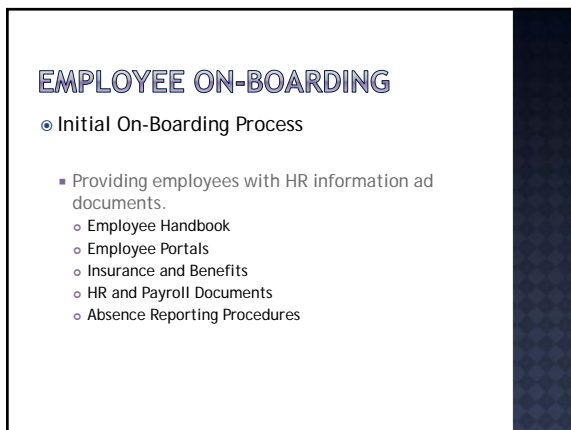 EMPLOYEE ON-BOARDING
Initial On-Boarding Process
Providing employees with HR information ad
documents.
Employee Handbook
Employee Portals
Insurance and Benefits
HR and Payroll Documents
Absence Reporting Procedures